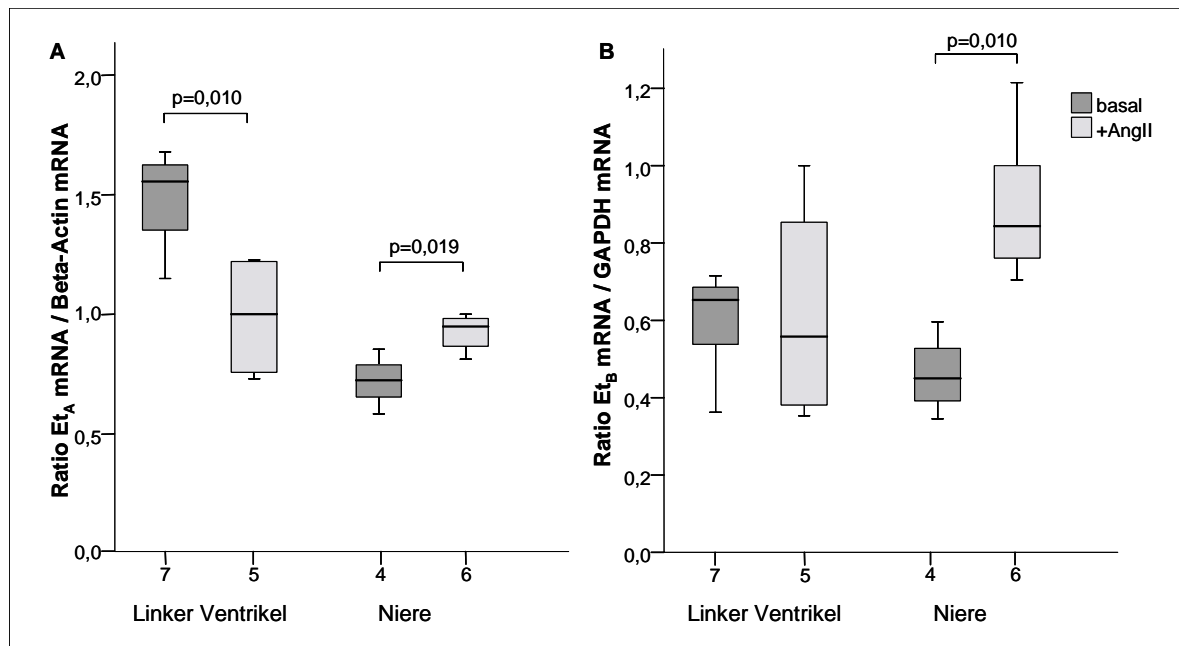 A
Ratio Et_A mRNA / Beta-Actin mRNA
2,0
1,5
1,0
0,5
0,0
p=0,010
p=0,019
7 5 4 6
Linker Ventrikel Niere
B
Ratio Et_B mRNA / GAPDH mRNA
1,2
1,0
0,8
0,6
0,4
0,2
0,0
p=0,010
7 5 4 6
Linker Ventrikel Niere
basal
+AngII